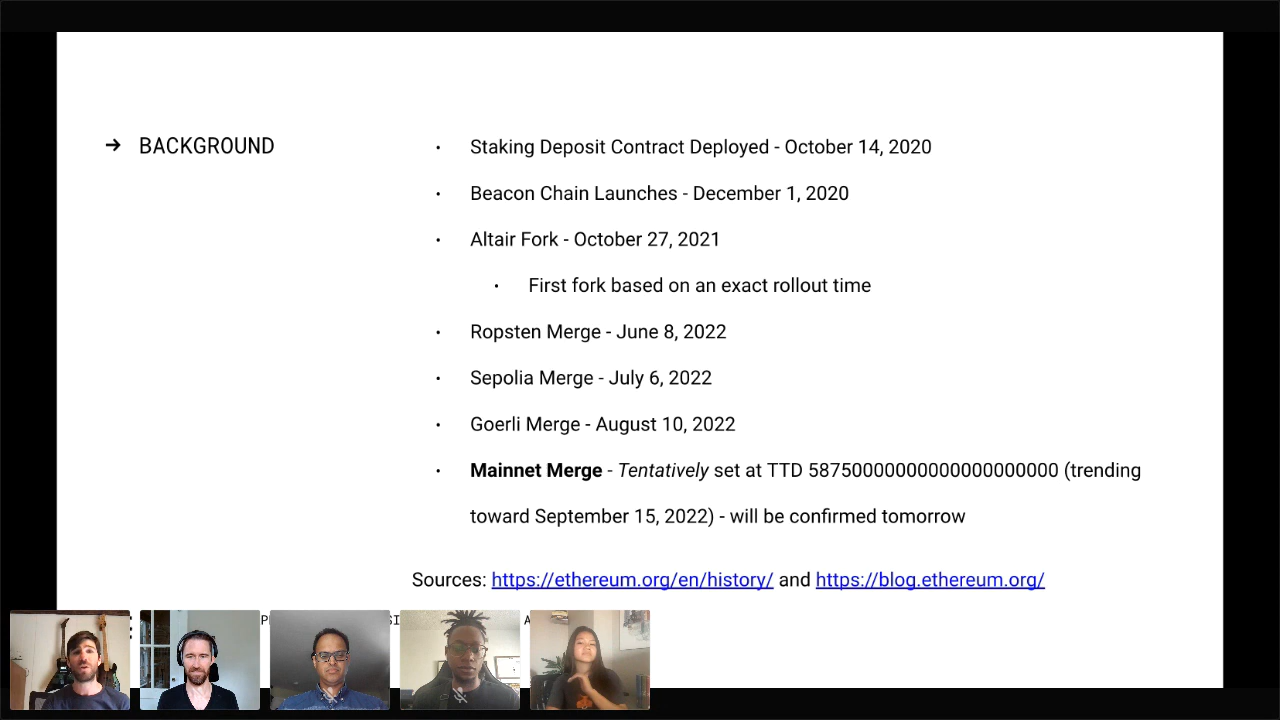 → BACKGROUND
• Staking Deposit Contract Deployed - October 14, 2020
• Beacon Chain Launches - December 1, 2020
• Altair Fork - October 27, 2021
• First fork based on an exact rollout time
• Ropsten Merge - June 8, 2022
• Sepolia Merge - July 6, 2022
• Goerli Merge - August 10, 2022
• Mainnet Merge - Tentatively set at TTD 58750000000000000000000 (trending
toward September 15, 2022) - will be confirmed tomorrow
Sources: https://ethereum.org/en/history/ and https://blog.ethereum.org/